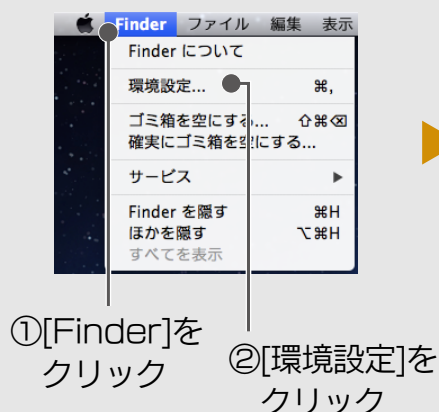 Finder ファイル 編集 表示
Finder について
環境設定... ⌘,
ゴミ箱を空にする... ⇧⌘⌫
確実にゴミ箱を空にする...
サービス ▶
Finder を隠す ⌘H
ほかを隠す ⌥⌘H
すべてを表示
①[Finder]を
クリック
②[環境設定]を
クリック